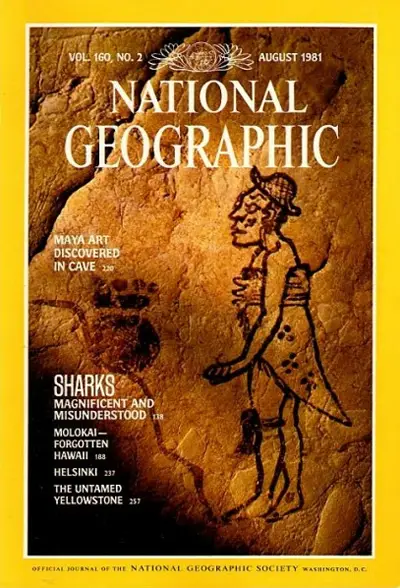 VOL. 160, NO. 2 AUGUST 1981
NATIONAL
GEOGRAPHIC
MAYA ART
DISCOVERED
IN CAVE 220
SHARKS
MAGNIFICENT AND
MISUNDERSTOOD 138
MOLOKAI—
FORGOTTEN
HAWAII 188
HELSINKI 237
THE UNTAMED
YELLOWSTONE 257
OFFICIAL JOURNAL OF THE NATIONAL GEOGRAPHIC SOCIETY WASHINGTON, D.C.